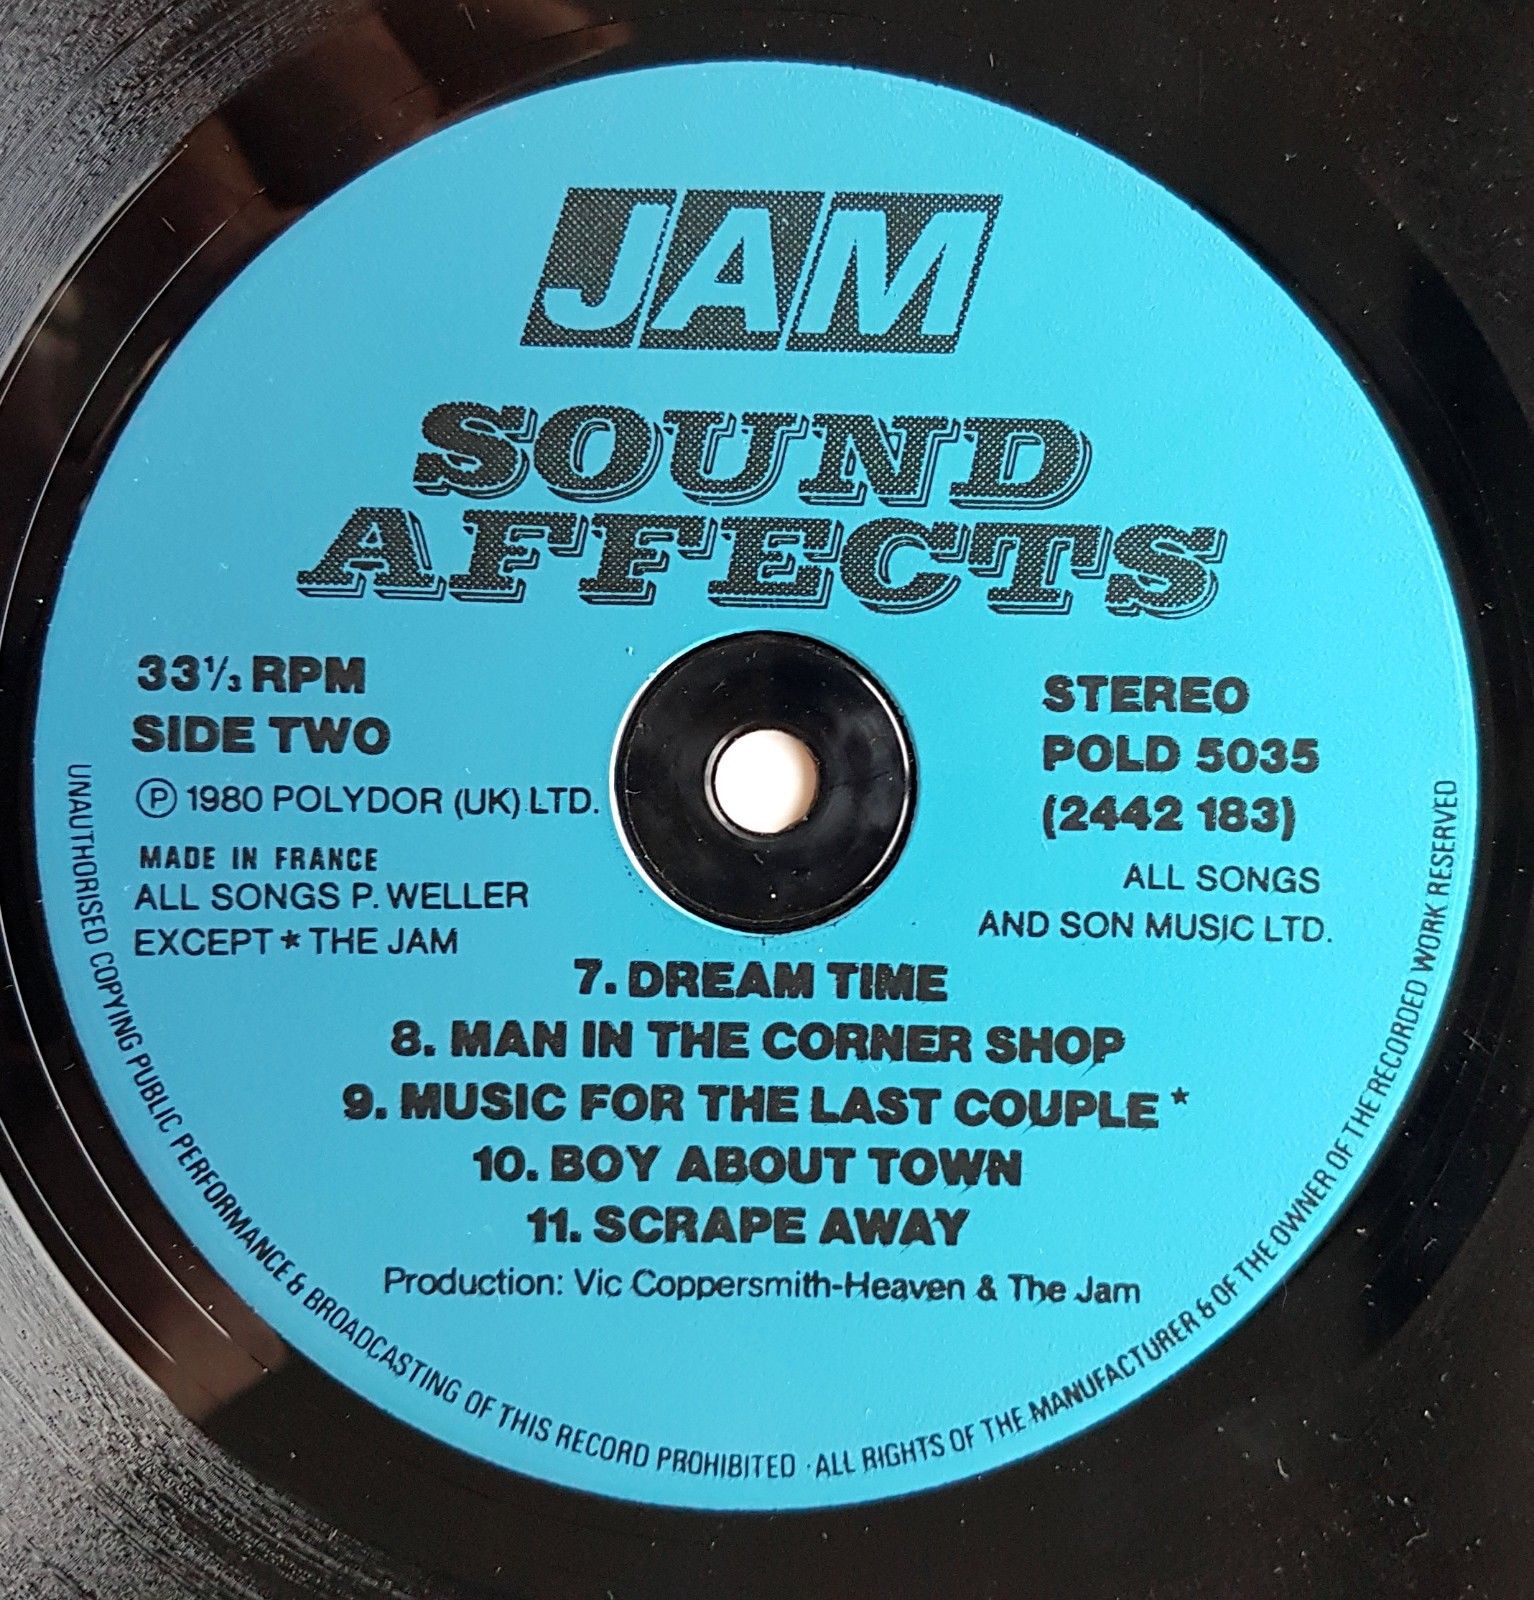 JAM
SOUND
AFFECTS
33⅓ RPM
SIDE TWO
Ⓟ 1980 POLYDOR (UK) LTD.
MADE IN FRANCE
ALL SONGS P. WELLER
EXCEPT * THE JAM
STEREO
POLD 5035
(2442 183)
ALL SONGS
AND SON MUSIC LTD.
7. DREAM TIME
8. MAN IN THE CORNER SHOP
9. MUSIC FOR THE LAST COUPLE *
10. BOY ABOUT TOWN
11. SCRAPE AWAY
Production: Vic Coppersmith-Heaven & The Jam
UNAUTHORISED COPYING PUBLIC PERFORMANCE & BROADCASTING OF THIS RECORD PROHIBITED · ALL RIGHTS OF THE MANUFACTURER & OF THE OWNER OF THE RECORDED WORK RESERVED